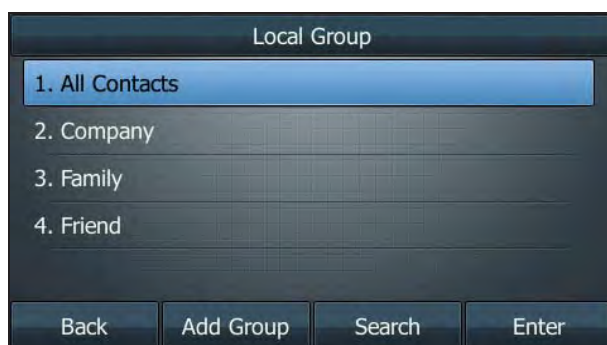 Local Group
1. All Contacts
2. Company
3. Family
4. Friend
Back Add Group Search Enter